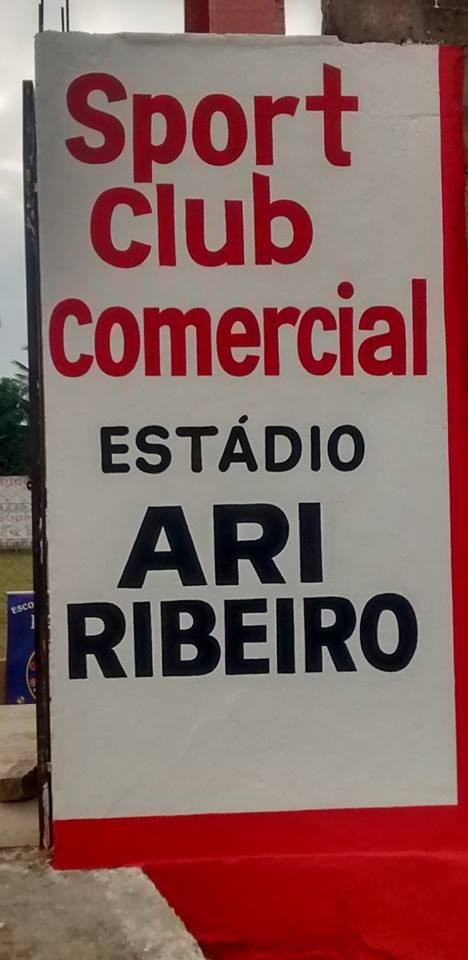 Sport
Club
Comercial
ESTÁDIO
ARI
RIBEIRO